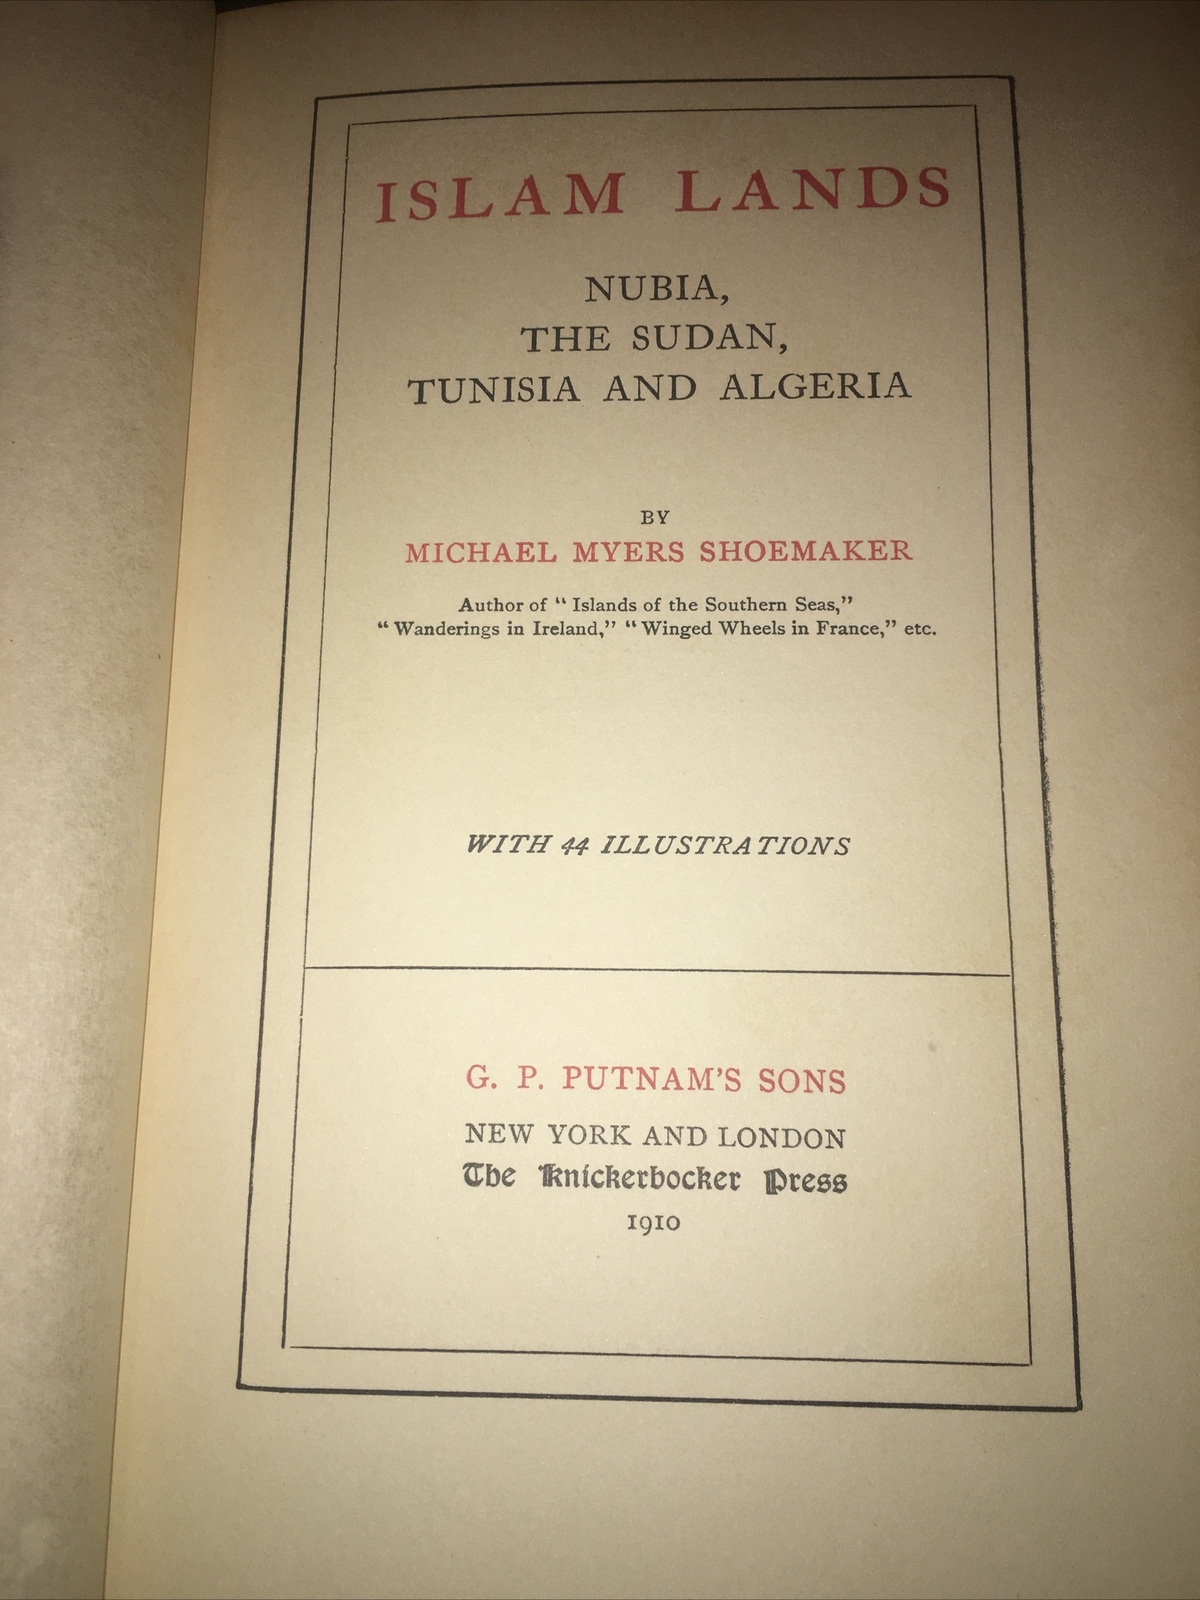 ISLAM LANDS
NUBIA,
THE SUDAN,
TUNISIA AND ALGERIA
BY
MICHAEL MYERS SHOEMAKER
Author of “Islands of the Southern Seas,”
“Wanderings in Ireland,” “Winged Wheels in France,” etc.
WITH 44 ILLUSTRATIONS
G. P. PUTNAM’S SONS
NEW YORK AND LONDON
The Knickerbocker Press
1910